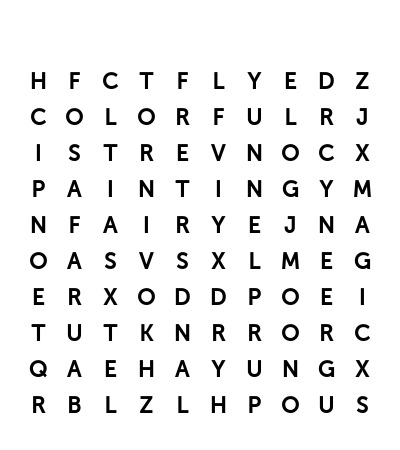 H F C T F L Y E D Z
C O L O R F U L R J
I S T R E V N O C X
P A I N T I N G Y M
N F A I R Y E J N A
O A S V S X L M E G
E R X O D D P O E I
T U T K N R R O R C
Q A E H A Y U N G X
R B L Z L H P O U S